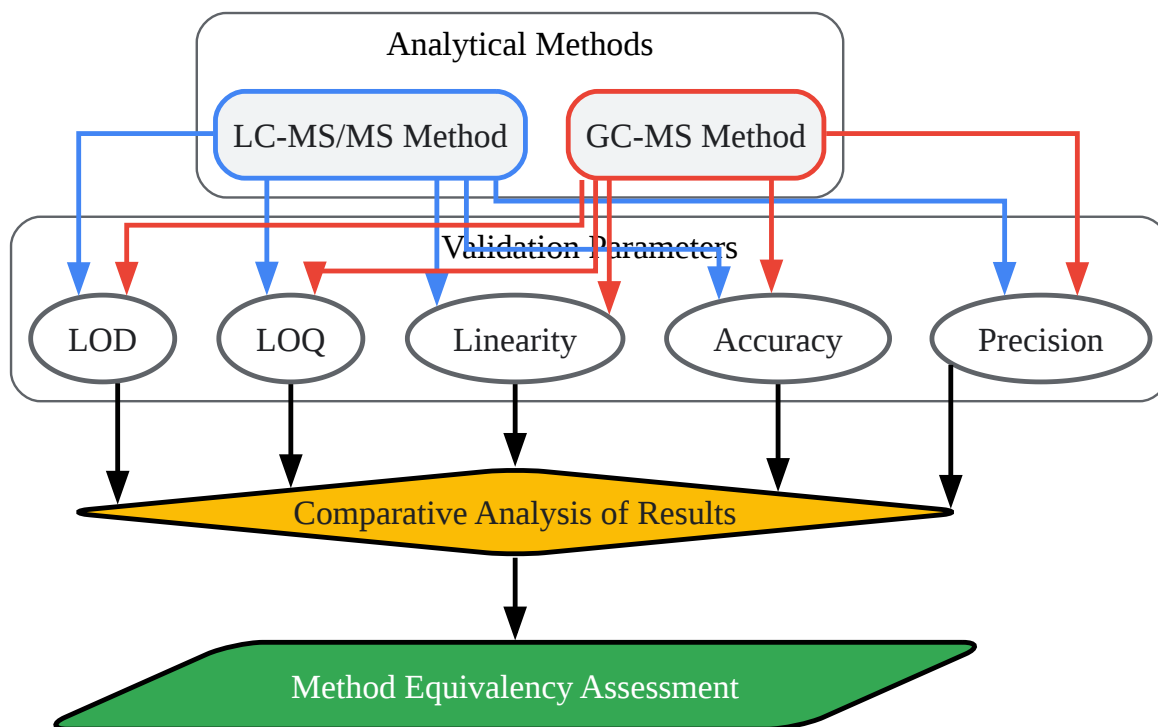 Analytical Methods
LC-MS/MS Method
GC-MS Method
Validation Parameters
LOD
LOQ
Linearity
Accuracy
Precision
Comparative Analysis of Results
Method Equivalency Assessment